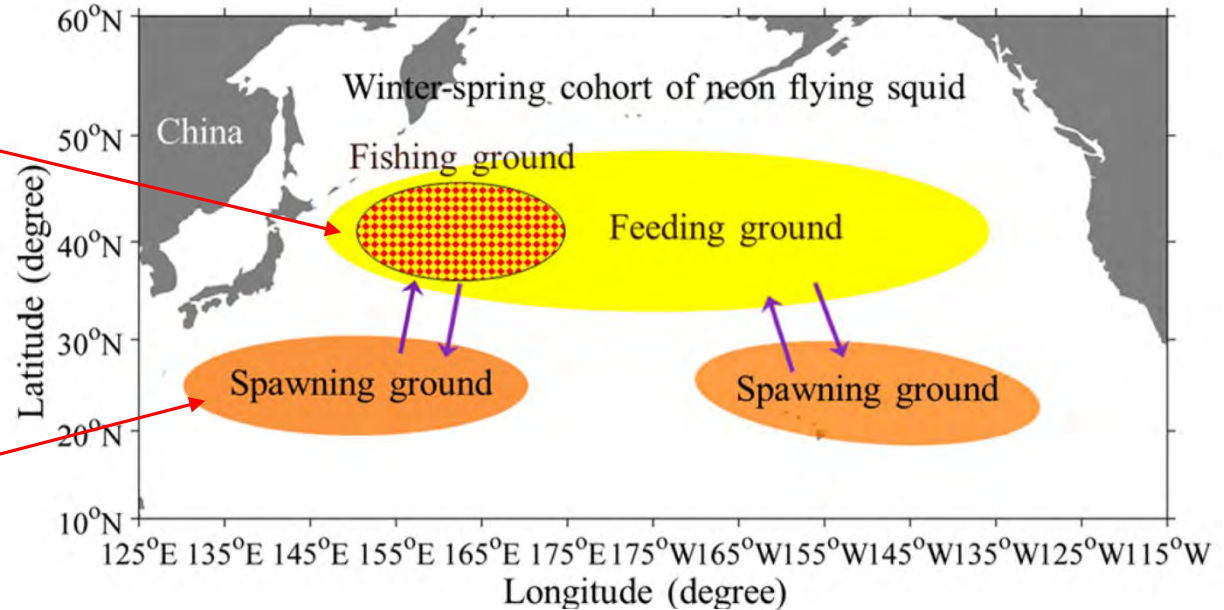 60°N
Winter-spring cohort of neon flying squid
China
50°N
Fishing ground
Feeding ground
40°N
Latitude (degree)
30°N
Spawning ground
Spawning ground
20°N
10°N
125°E 135°E 145°E 155°E 165°E 175°E 175°W 165°W 155°W 145°W 135°W 125°W 115°W
Longitude (degree)